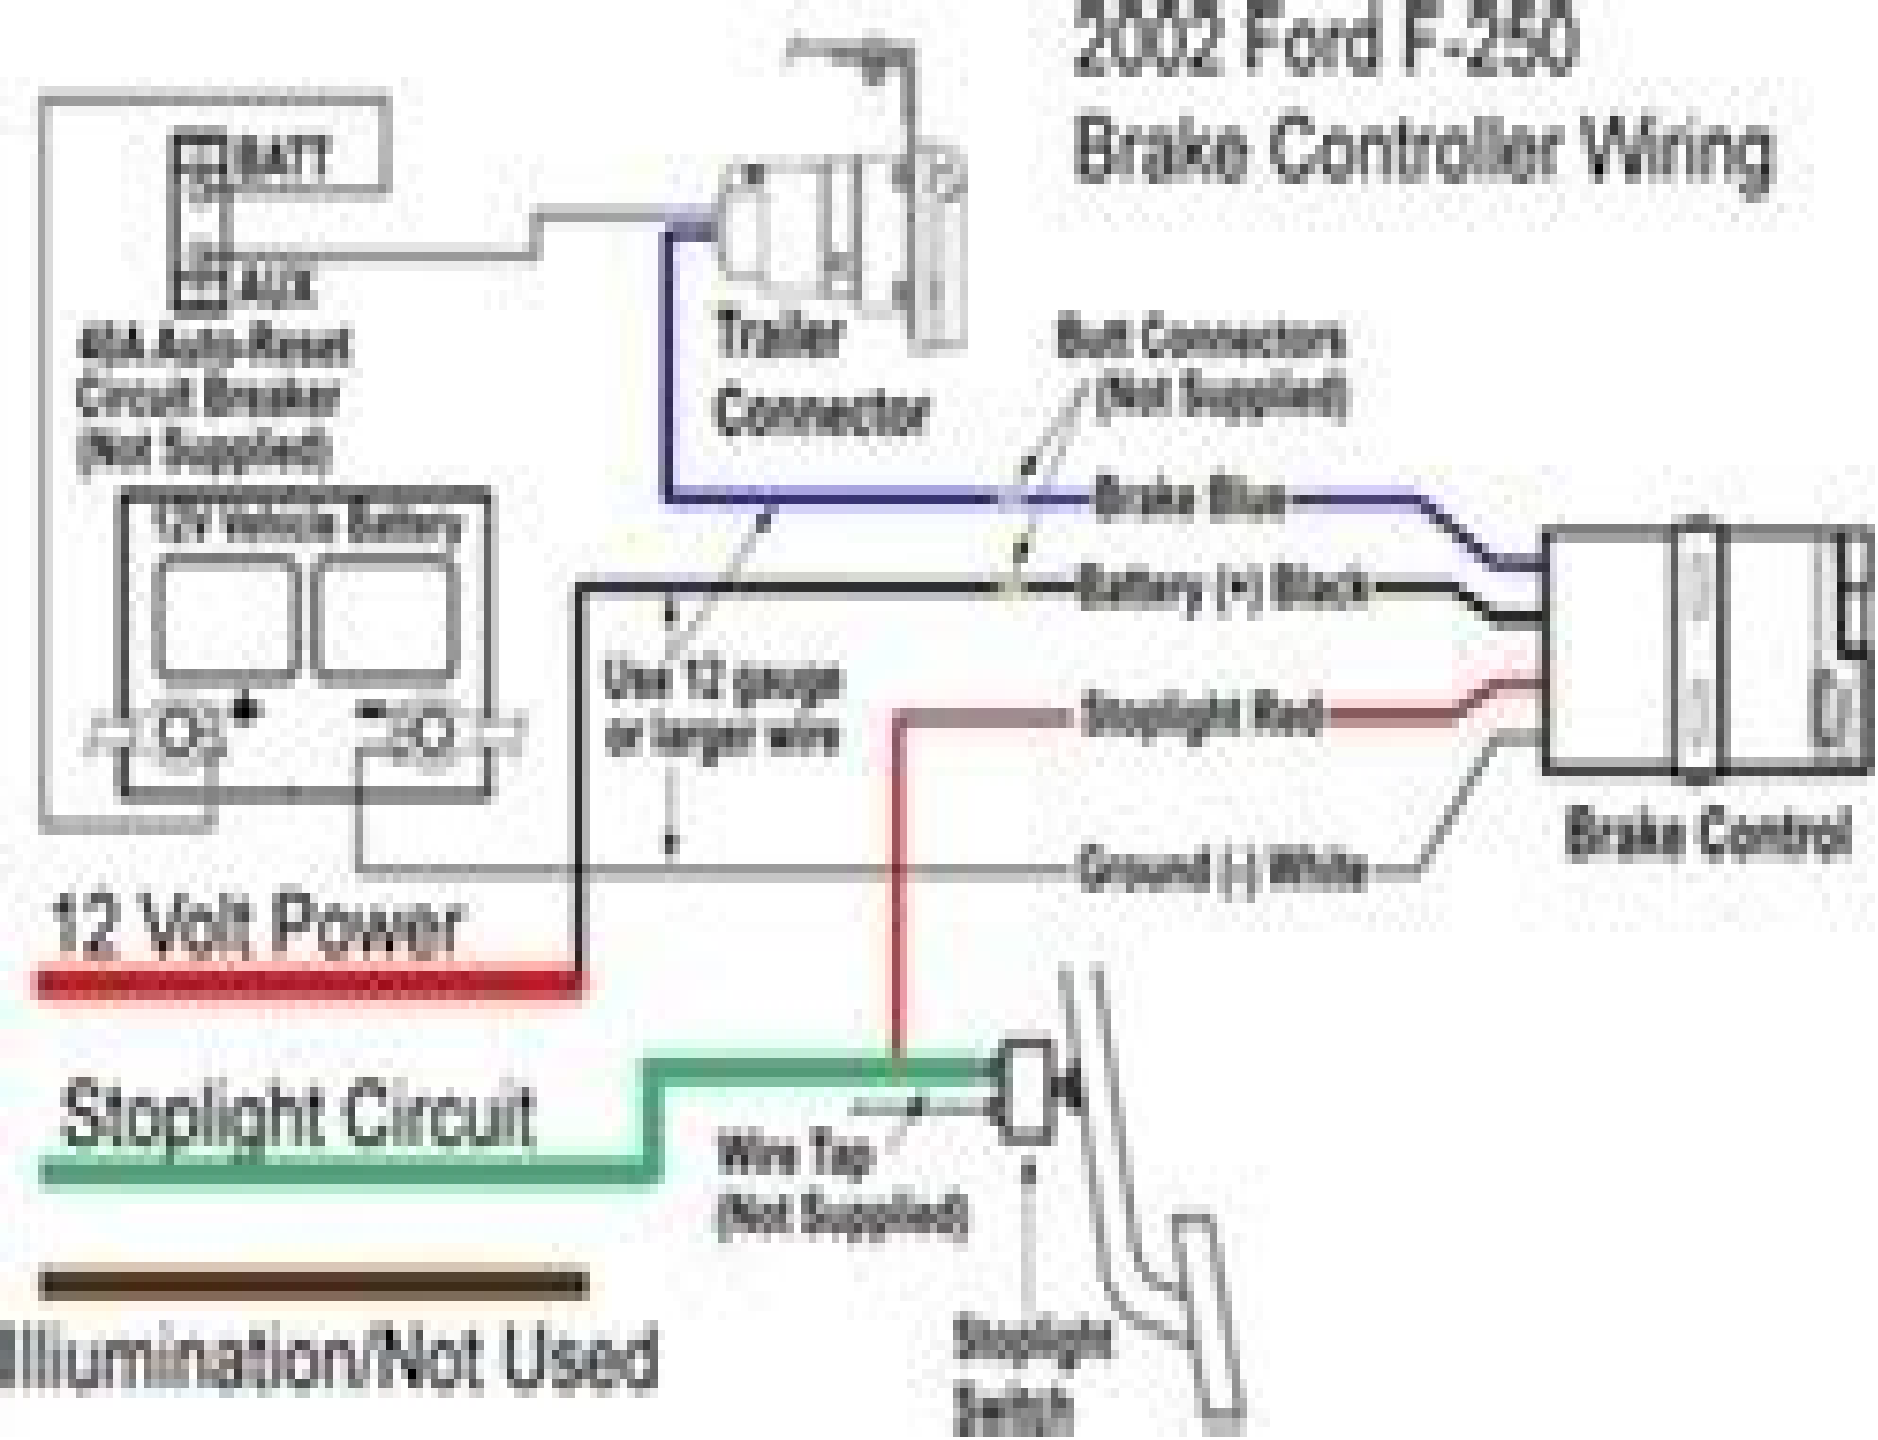 2002 Ford F-250
Brake Controller Wiring
BATT
AUX
40A Auto-Reset
Circuit Breaker
(Not Supplied)
Trailer
Connector
Butt Connectors
(Not Supplied)
12V Vehicle Battery
+
-
Brake Blue
Battery (+) Black
Use 12 gauge
or larger wire
Stoplight Red
Brake Control
Ground (-) White
12 Volt Power
Stoplight Circuit
Wire Tap
(Not Supplied)
Illiumination/Not Used
Stoplight
Switch